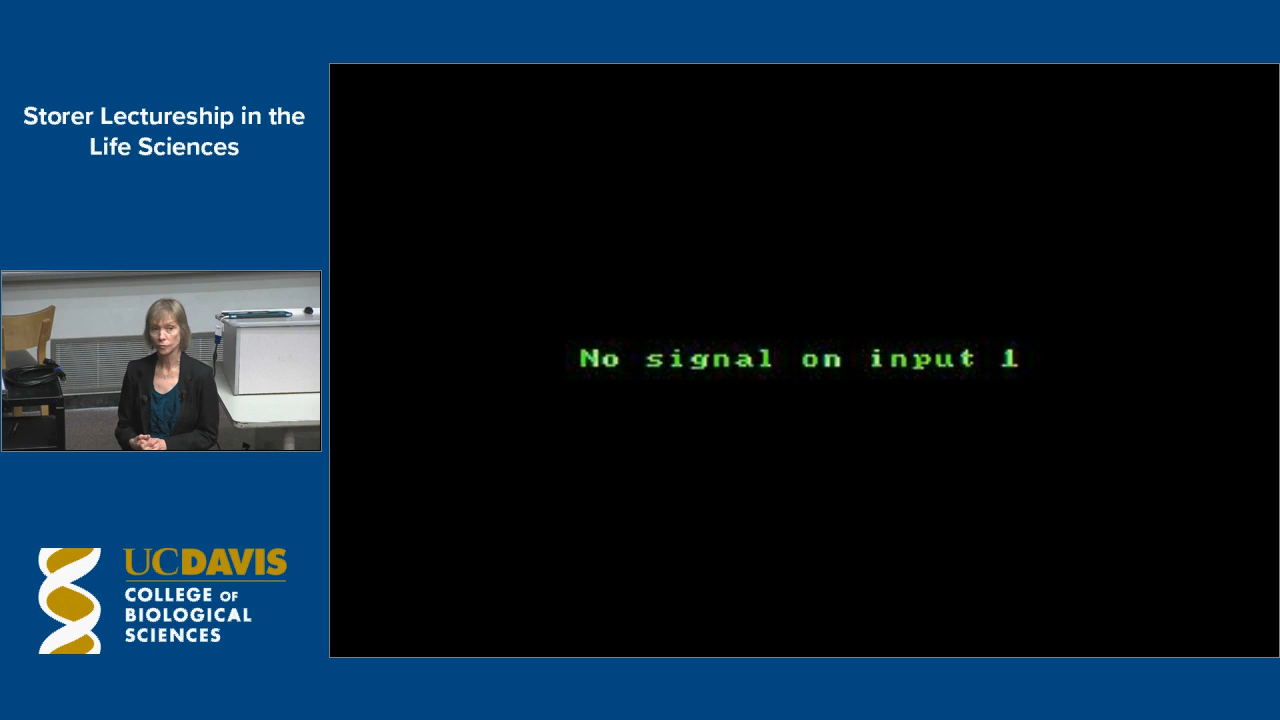 Storer Lectureship in the
Life Sciences
No signal on input 1
UCDAVIS
COLLEGE OF
BIOLOGICAL
SCIENCES